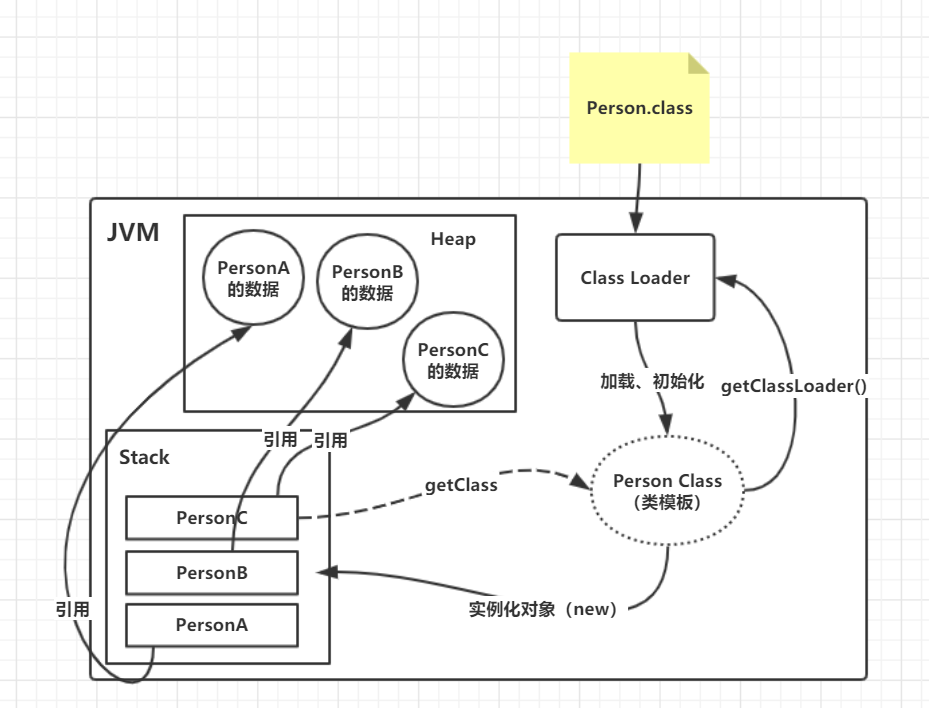 Person.class
JVM
Heap
PersonA
的数据
PersonB
的数据
PersonC
的数据
Class Loader
加载、初始化
getClassLoader()
引用
引用
Stack
getClass
Person Class
（类模板）
PersonC
PersonB
PersonA
引用
实例化对象（new）